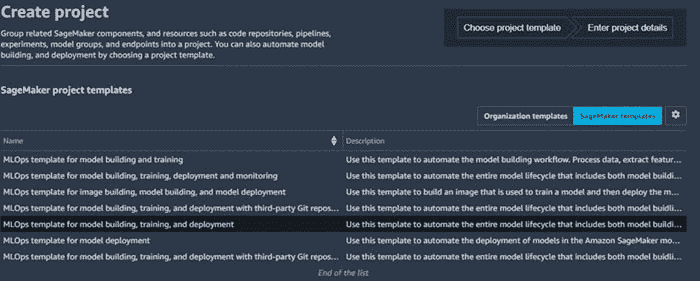 Create project
Group related SageMaker components, and resources such as code repositories, pipelines,
experiments, model groups, and endpoints into a project. You can also automate model
building, and deployment by choosing a project template.
Choose project template
Enter project details
SageMaker project templates
Organization templates
SageMaker templates
Name
Description
MLOps template for model building and training
Use this template to automate the model building workflow. Process data, extract featur...
MLOps template for model building, training, deployment and monitoring
Use this template to automate the entire model lifecycle that includes both model buildi...
MLOps template for image building, model building, and model deployment
Use this template to build an image that is used to train a model and then deploy the m...
MLOps template for model building, training, and deployment with third-party Git repos...
Use this template to automate the entire model lifecycle that includes both model buidli...
MLOps template for model building, training, and deployment
Use this template to automate the entire model lifecycle that includes both model buildi...
MLOps template for model deployment
Use this template to automate the deployment of models in the Amazon SageMaker mo...
MLOps template for model building, training, and deployment with third-party Git repos...
Use this template to automate the entire model lifecycle that includes both model buidli...
End of the list